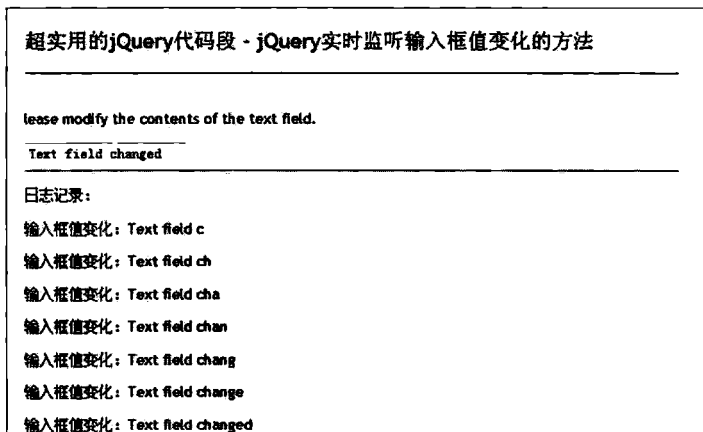 超实用的jQuery代码段 - jQuery实时监听输入框值变化的方法
lease modify the contents of the text field.
Text field changed
日志记录：
输入框值变化：Text field c
输入框值变化：Text field ch
输入框值变化：Text field cha
输入框值变化：Text field chan
输入框值变化：Text field chang
输入框值变化：Text field change
输入框值变化：Text field changed